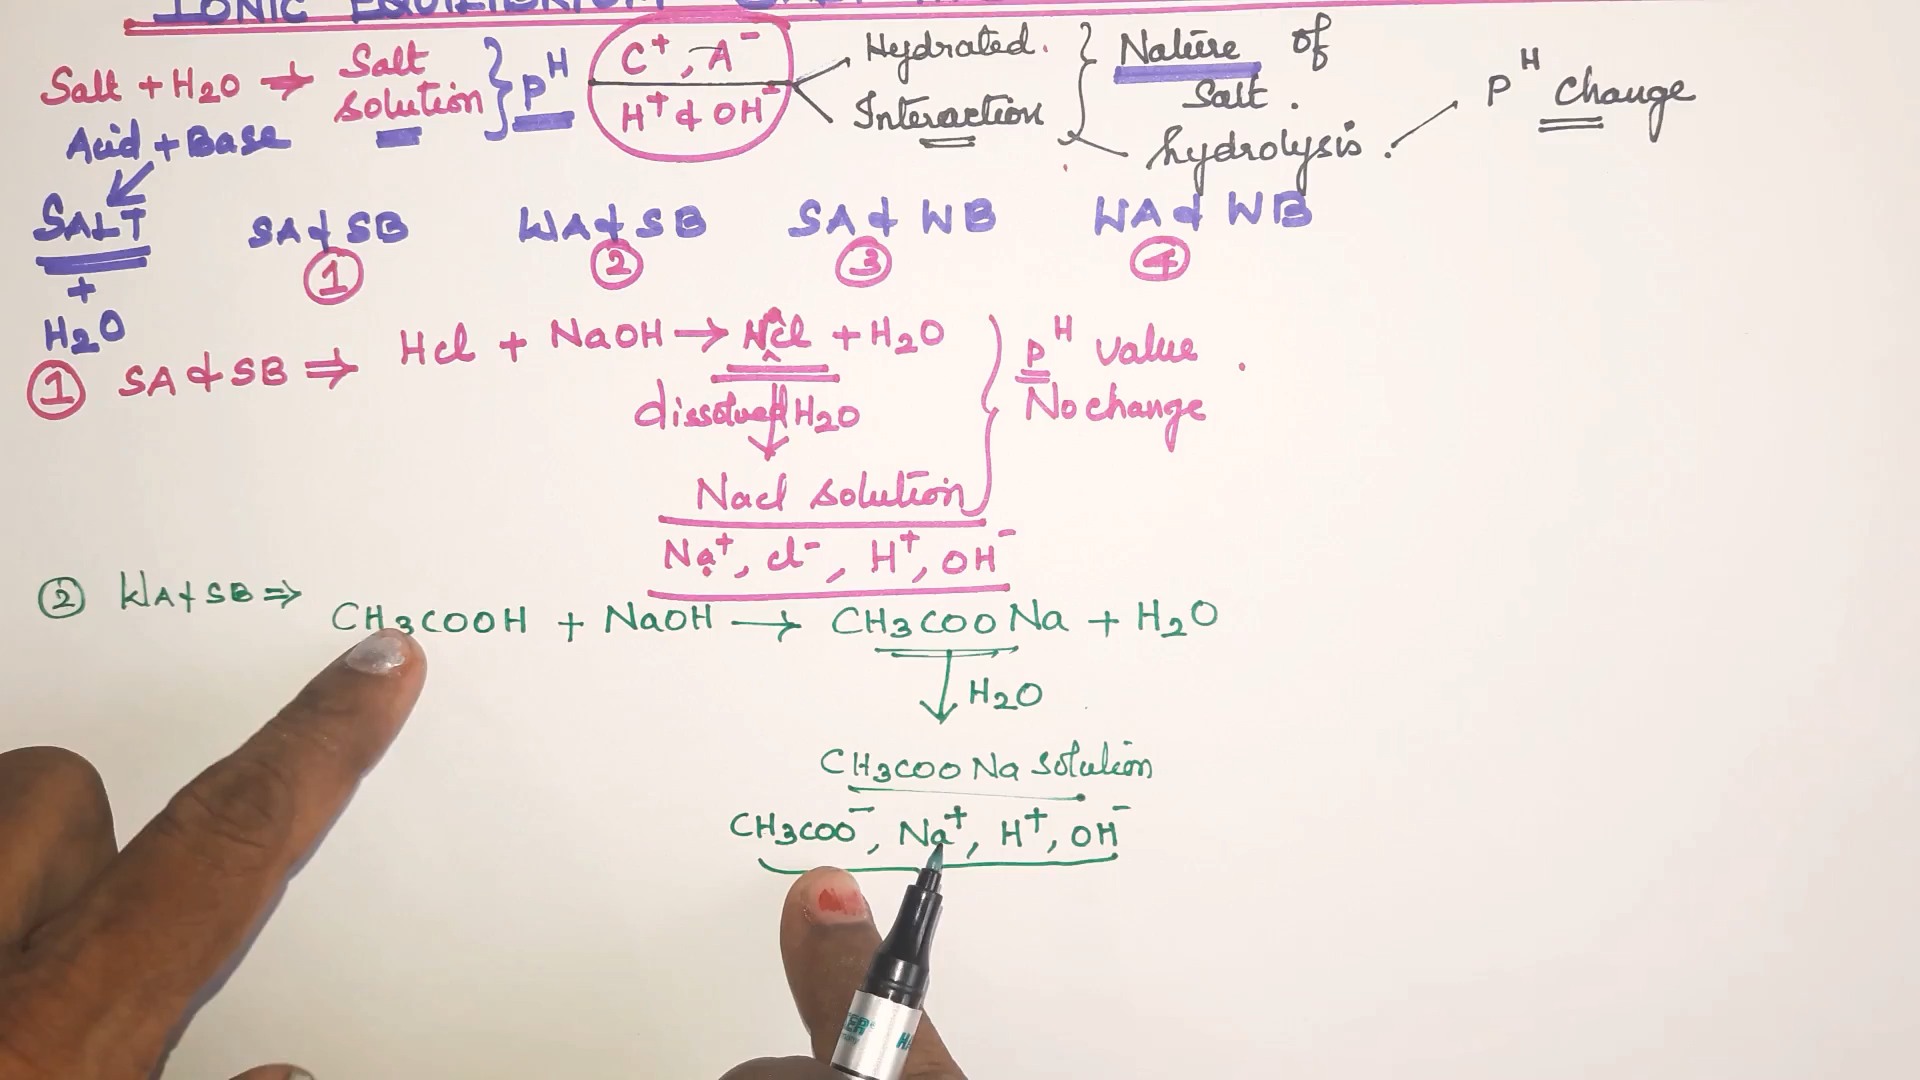 IONIC EQUILIBRIUM
Salt + H2O → Salt solution } PH
C+, A-
H+ & OH-
Hydrated.
Interaction
Nature of Salt.
hydrolysis.
PH change
Acid + Base
SALT
+
H2O
SA & SB
①
WA & SB
②
SA & WB
③
WA & WB
④
① SA & SB ⇒ HCl + NaOH → NaCl + H2O
dissolved H2O
NaCl solution
Na+, Cl-, H+, OH-
PH value
No change
② WA & SB ⇒ CH3COOH + NaOH → CH3COONa + H2O
H2O
CH3COONa solution
CH3COO-, Na+, H+, OH-